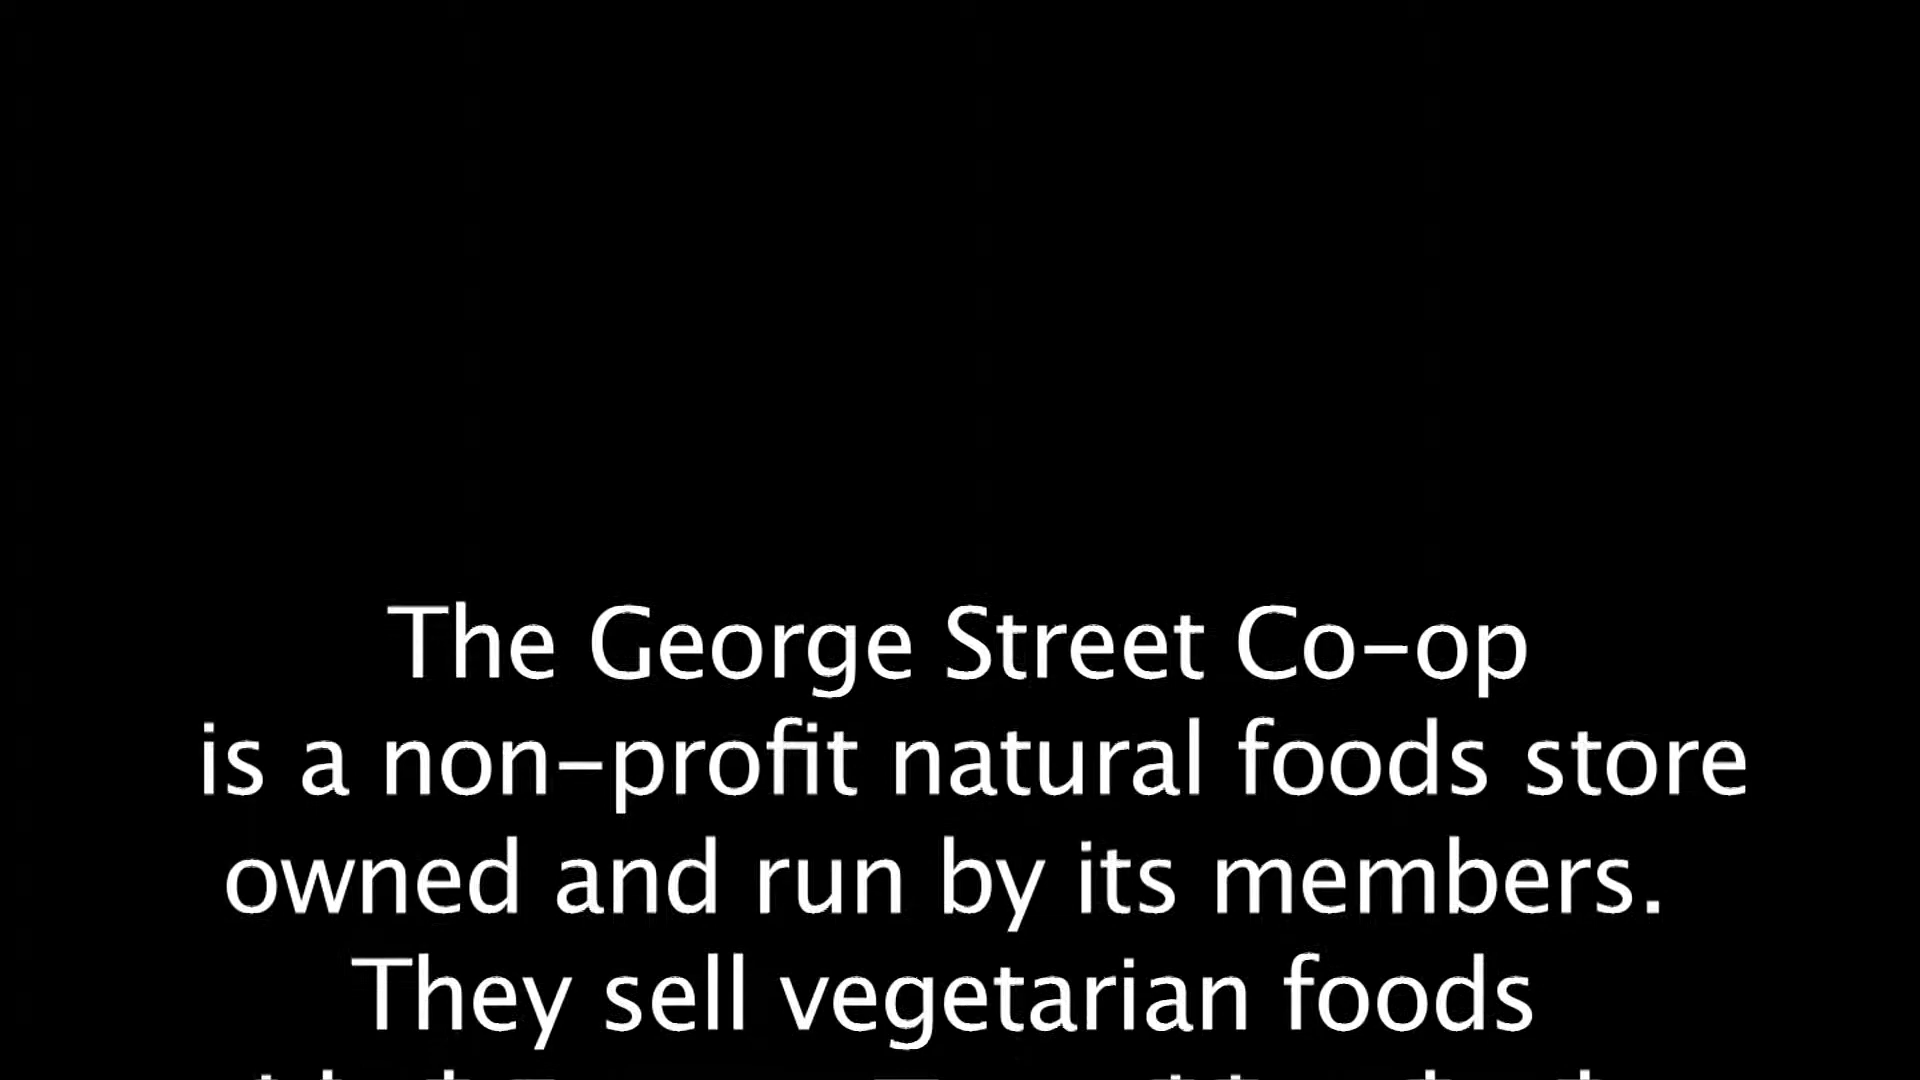 The George Street Co-op
is a non-profit natural foods store
owned and run by its members.
They sell vegetarian foods